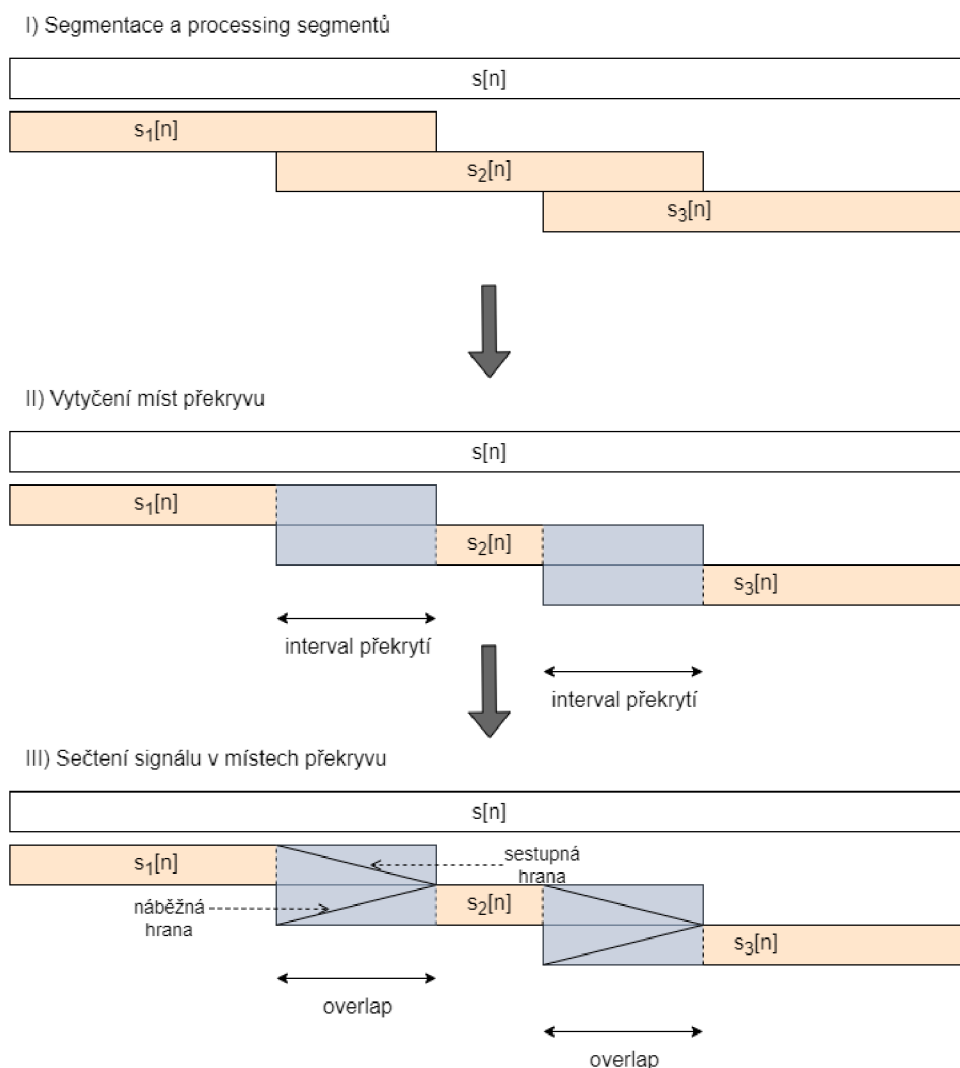 I) Segmentace a processing segmentů
s[n]
s₁[n]
s₂[n]
s₃[n]
II) Vytyčení míst překryvu
s[n]
s₁[n]
s₂[n]
s₃[n]
interval překrytí
interval překrytí
III) Sečtení signálu v místech překryvu
s[n]
s₁[n]
sestupná
hrana
náběžná
hrana
s₂[n]
s₃[n]
overlap
overlap